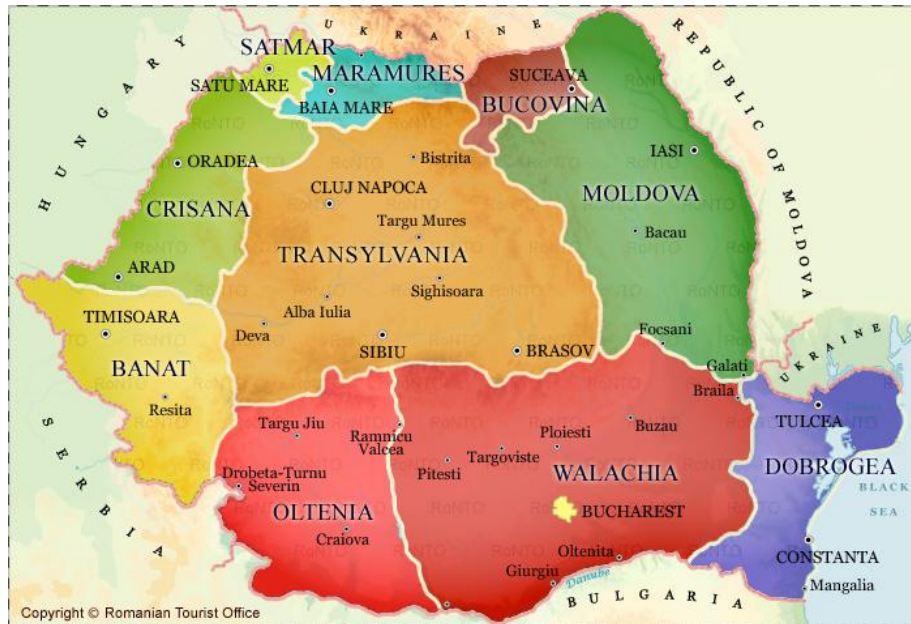 UKRAINE
REPUBLIC OF MOLDOVA
HUNGARY
SATMAR
SATU MARE
MARAMURES
BAIA MARE
SUCEAVA
BUCOVINA
ORADEA
Bistrita
IASI
CRISANA
CLUJ NAPOCA
MOLDOVA
Targu Mures
Bacau
TRANSYLVANIA
ARAD
Sighisoara
Alba Iulia
TIMISOARA
Deva
SIBIU
BRASOV
Focsani
UKRAINE
BANAT
Galati
Braila
Resita
TULCEA
Targu Jiu
Ramnicu
Valcea
Ploiesti
Buzau
Targoviste
Pitesti
WALACHIA
DOBROGEA
Drobeta-Turnu
Severin
BLACK
SEA
OLTENIA
BUCHAREST
Craiova
SERBIA
Oltenita
CONSTANTA
Giurgiu
Danube
Mangalia
BULGARIA
Copyright © Romanian Tourist Office
RoNTO